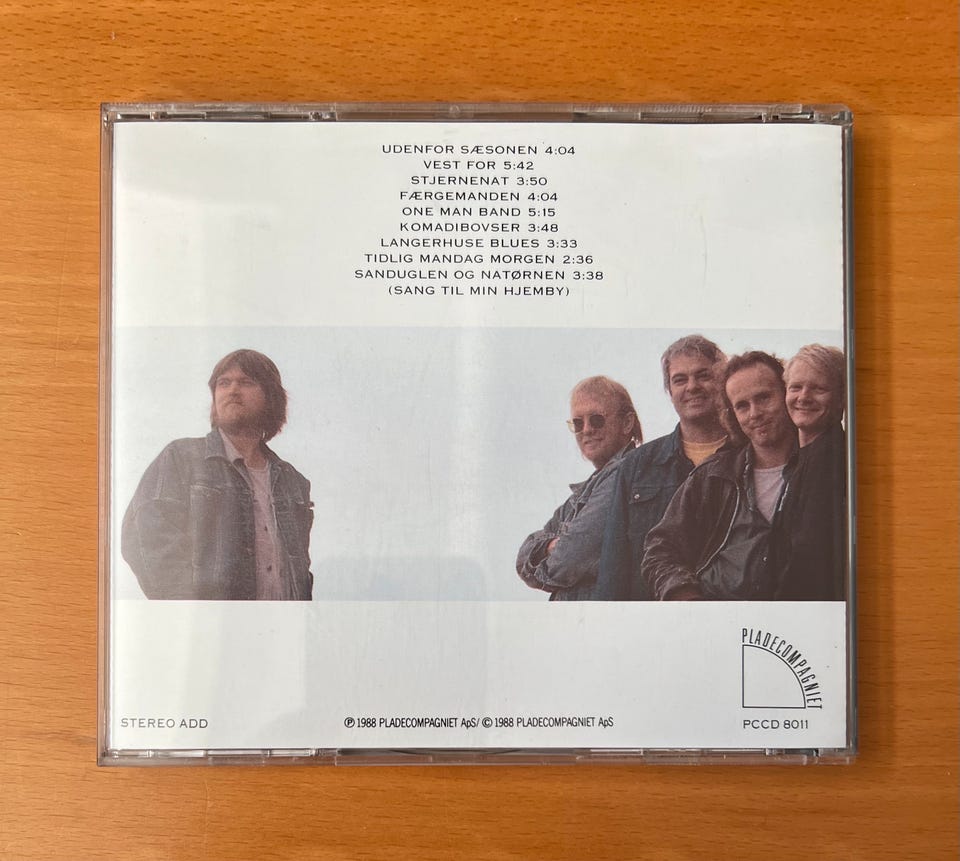 UDENFOR SÆSONEN 4:04
VEST FOR 5:42
STJERNENAT 3:50
FÆRGEMANDEN 4:04
ONE MAN BAND 5:15
KOMADIBOVSER 3:48
LANGERHUSE BLUES 3:33
TIDLIG MANDAG MORGEN 2:36
SANDUGLEN OG NATØRNEN 3:38
(SANG TIL MIN HJEMBY)
PLADECOMPAGNIET
STEREO ADD
℗ 1988 PLADECOMPAGNIET ApS/ © 1988 PLADECOMPAGNIET ApS
PCCD 8011